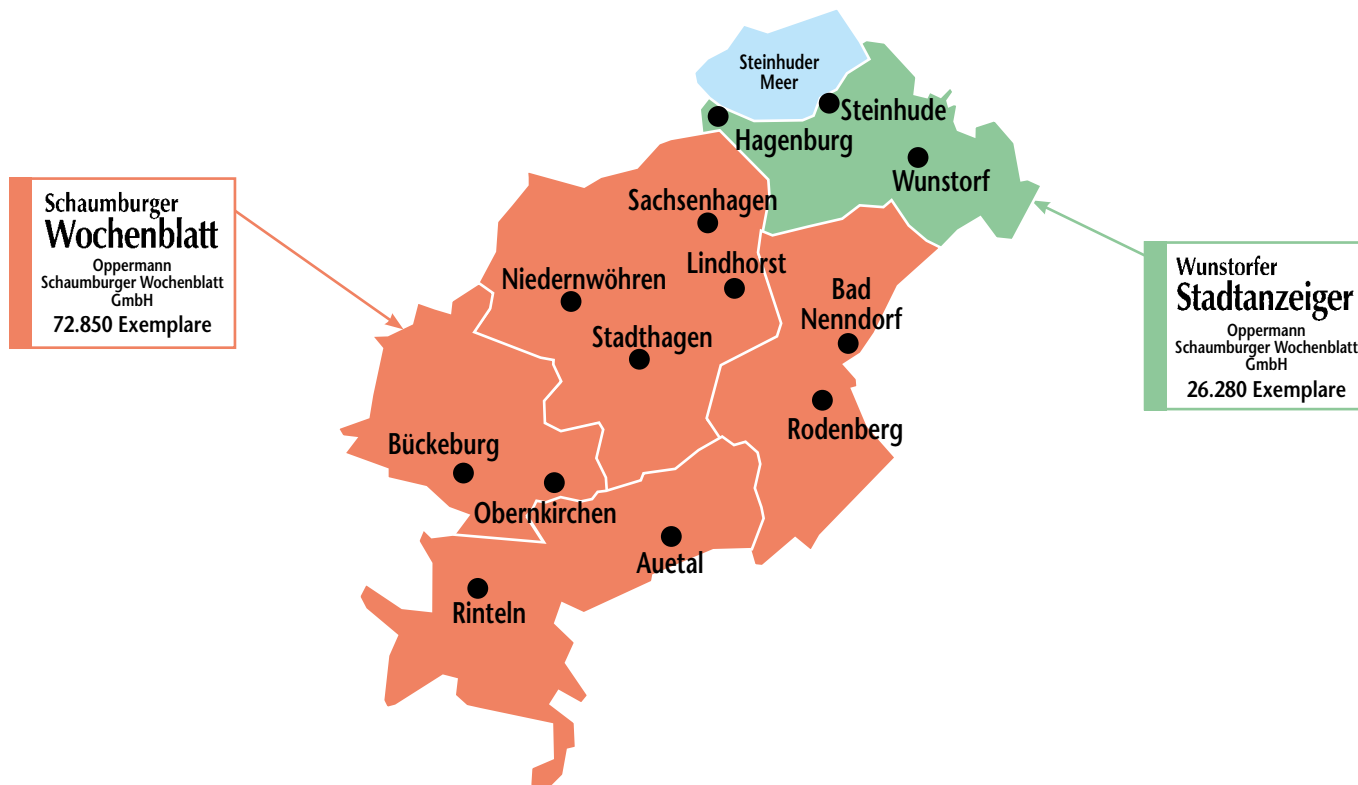 Steinhuder
Meer
Steinhude
Hagenburg
Wunstorf
Schaumburger
Wochenblatt
Oppermann
Schaumburger Wochenblatt
GmbH
72.850 Exemplare
Sachsenhagen
Lindhorst
Niedernwöhren
Bad
Nenndorf
Stadthagen
Wunstorfer
Stadtanzeiger
Oppermann
Schaumburger Wochenblatt
GmbH
26.280 Exemplare
Rodenberg
Bückeburg
Obernkirchen
Auetal
Rinteln